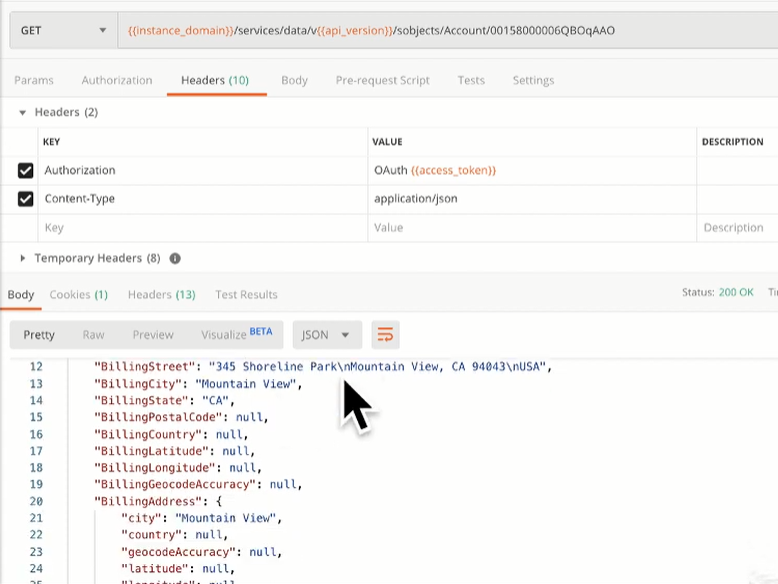 GET {{instance_domain}}/services/data/v{{api_version}}/sobjects/Account/00158000006QBOqAAO
Params Authorization Headers (10) Body Pre-request Script Tests Settings
Headers (2)
KEY VALUE DESCRIPTION
Authorization OAuth {{access_token}}
Content-Type application/json
Key Value Description
Temporary Headers (8)
Body Cookies (1) Headers (13) Test Results Status: 200 OK
Pretty Raw Preview Visualize BETA JSON
12 "BillingStreet": "345 Shoreline Park\nMountain View, CA 94043\nUSA",
13 "BillingCity": "Mountain View",
14 "BillingState": "CA",
15 "BillingPostalCode": null,
16 "BillingCountry": null,
17 "BillingLatitude": null,
18 "BillingLongitude": null,
19 "BillingGeocodeAccuracy": null,
20 "BillingAddress": {
21 "city": "Mountain View",
22 "country": null,
23 "geocodeAccuracy": null,
24 "latitude": null,